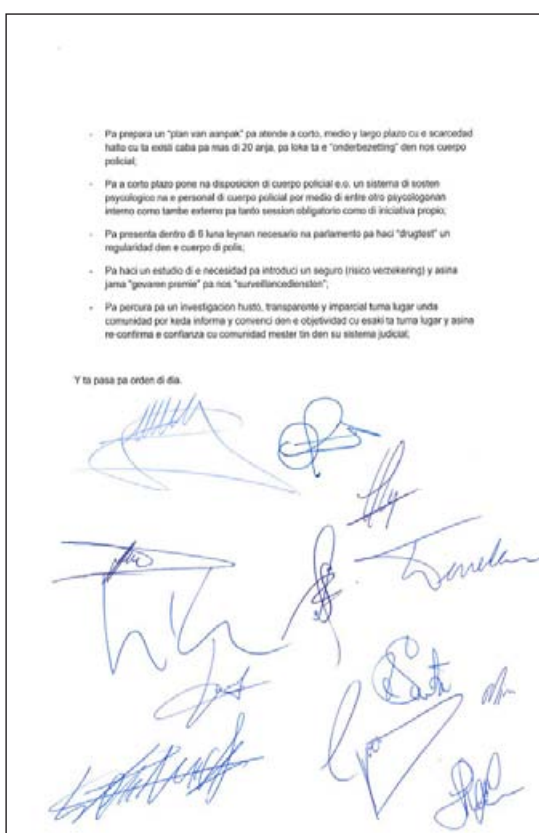 - Pa prepara un "plan van aanpak" pa atende a corto, medio y largo plazo cu e scarcedad
halto cu ta existi caba pa mas di 20 anja, pa loke ta e "onderbezetting" den nos cuerpo
policial;
- Pa a corto plazo pone na disposicion di cuerpo policial e.o. un sistema di sosten
psycologico na e personal di cuerpo policial por medio di entre otro psycologonan
interno como tambe externo pa tanto session obligatorio como di iniciativa propio;
- Pa presenta dentro di 6 luna leynan necesario na parlamento pa haci "drugtest" un
regularidad den e cuerpo di polis;
- Pa haci un estudio di e necesidad pa introduci un seguro (risico verzekering) y asina
jama "gevaren premie" pa nos "surveillancediensten";
- Pa percura pa un investigacion husto, transparente y imparcial tuma lugar unda
comunidad por keda informa y convenci den e objetividad cu esaki ta tuma lugar y asina
re-confirma e confianza cu comunidad mester tin den su sistema judicial;
Y ta pasa pa orden di dia.